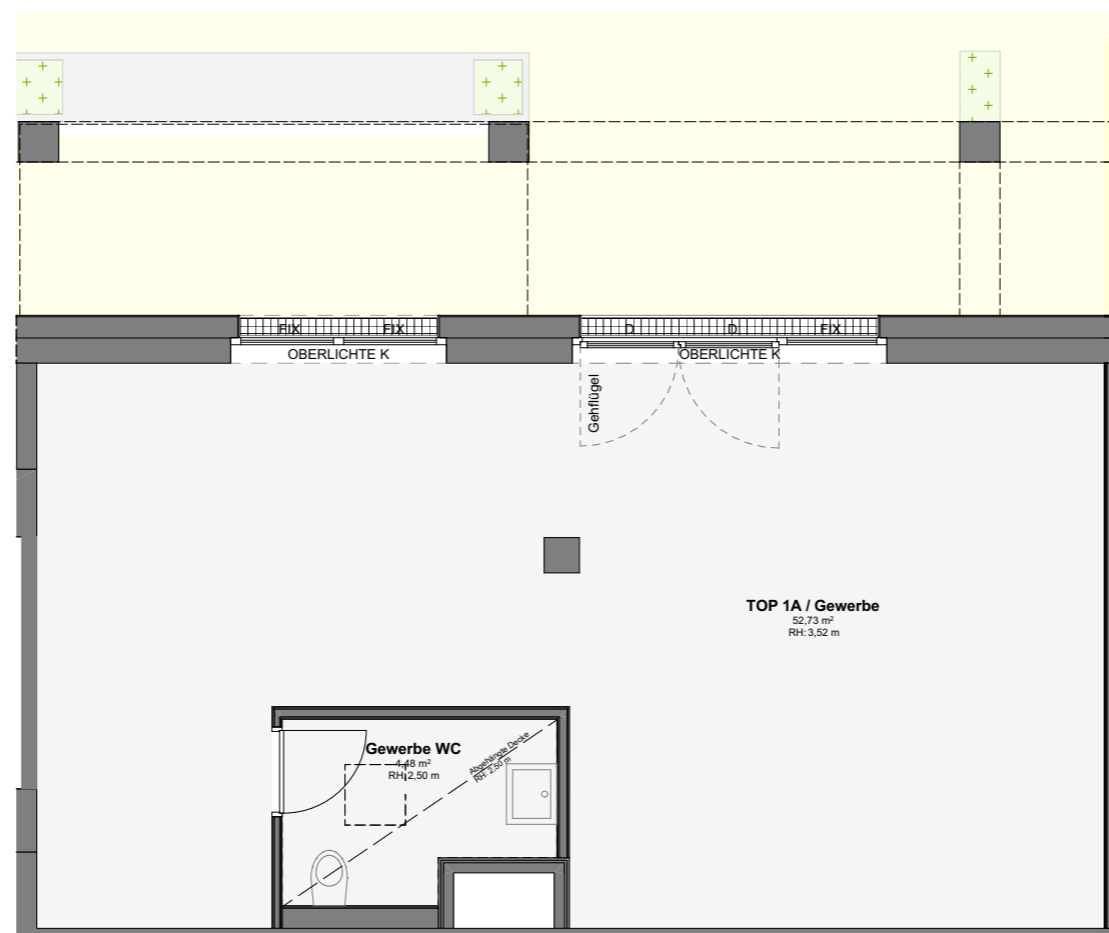 FIX FIX D D FIX
OBERLICHTE K OBERLICHTE K
Gehflügel
TOP 1A / Gewerbe
52,73 m²
RH: 3,52 m
Gewerbe WC
4,48 m²
RH: 2,50 m
Abgehängte Decke
RH: 2,50 m